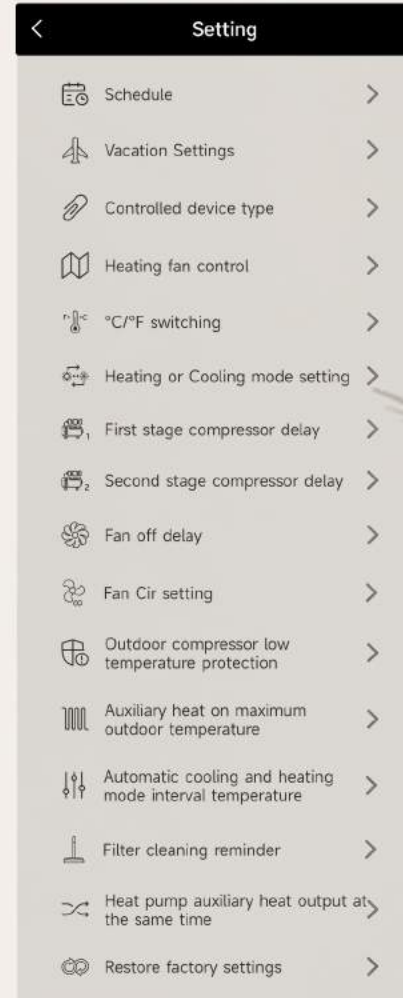 Setting
Schedule
Vacation Settings
Controlled device type
Heating fan control
°C/°F switching
Heating or Cooling mode setting
1
First stage compressor delay
2
Second stage compressor delay
Fan off delay
Fan Cir setting
Outdoor compressor low
temperature protection
Auxiliary heat on maximum
outdoor temperature
Automatic cooling and heating
mode interval temperature
Filter cleaning reminder
Heat pump auxiliary heat output at
the same time
Restore factory settings